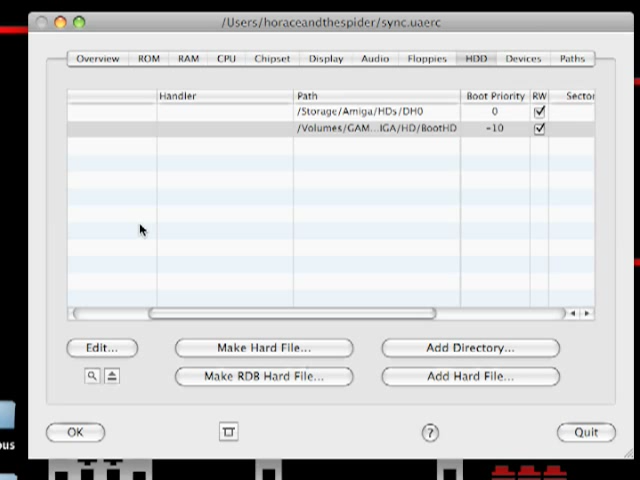 /Users/horaceandthespider/sync.uaerc
Overview ROM RAM CPU Chipset Display Audio Floppies HDD Devices Paths
Handler Path Boot Priority RW Sector
/Storage/Amiga/HDs/DH0 0
/Volumes/GAM...IGA/HD/BootHD -10
Edit... Make Hard File... Add Directory...
Make RDB Hard File... Add Hard File...
OK ? Quit
ous